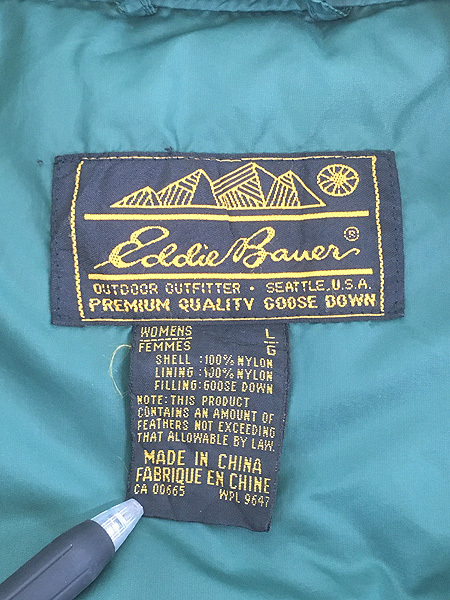 Eddie Bauer ®
OUTDOOR OUTFITTER · SEATTLE, U.S.A.
PREMIUM QUALITY GOOSE DOWN
WOMENS L
FEMMES G
SHELL :100% NYLON
LINING :100% NYLON
FILLING:GOOSE DOWN
NOTE: THIS PRODUCT
CONTAINS AN AMOUNT OF
FEATHERS NOT EXCEEDING
THAT ALLOWABLE BY LAW.
MADE IN CHINA
FABRIQUE EN CHINE
CA 00665 WPL 9647